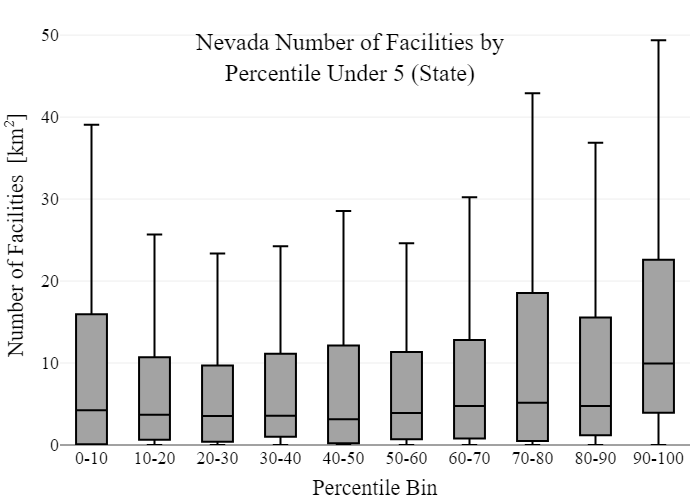 Nevada Number of Facilities by
Percentile Under 5 (State)
Number of Facilities [km²]
50
40
30
20
10
0
0-10 10-20 20-30 30-40 40-50 50-60 60-70 70-80 80-90 90-100
Percentile Bin